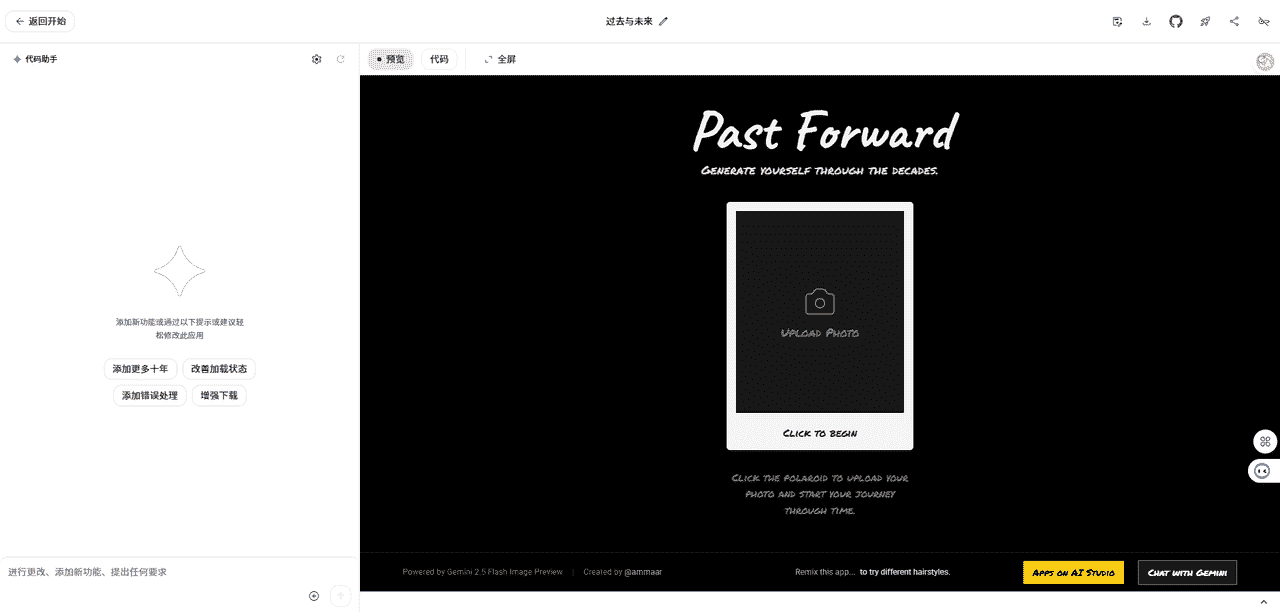 返回开始
过去与未来
代码助手
预览
代码
全屏
Past Forward
Generate yourself through the decades.
Upload Photo
Click to begin
Click the polaroid to upload your
photo and start your journey
through time.
添加新功能或通过以下提示或建议轻
松修改此应用
添加更多十年
改善加载状态
添加错误处理
增强下载
进行更改、添加新功能、提出任何要求
Powered by Gemini 2.5 Flash Image Preview
Created by @ammaar
Remix this app... to try different hairstyles.
Apps on AI Studio
Chat with Gemini